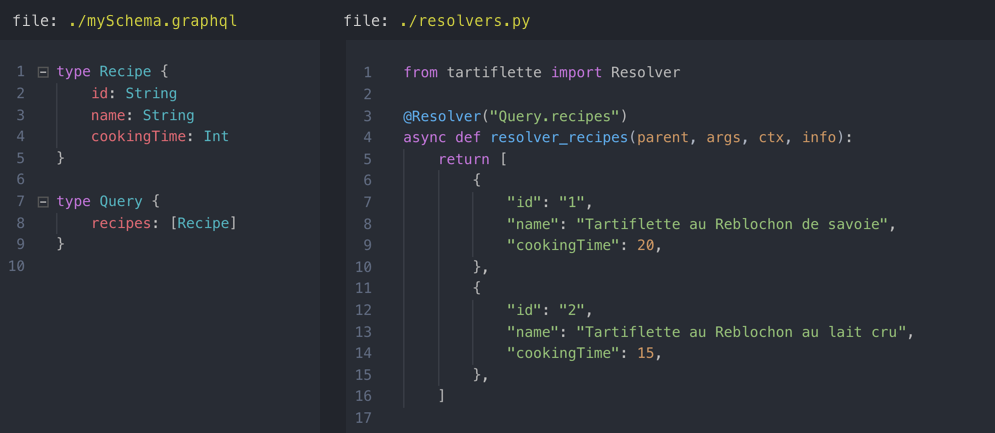 file: ./mySchema.graphql
1 type Recipe {
2     id: String
3     name: String
4     cookingTime: Int
5 }
6
7 type Query {
8     recipes: [Recipe]
9 }
10
file: ./resolvers.py
1 from tartiflette import Resolver
2
3 @Resolver("Query.recipes")
4 async def resolver_recipes(parent, args, ctx, info):
5     return [
6         {
7             "id": "1",
8             "name": "Tartiflette au Reblochon de savoie",
9             "cookingTime": 20,
10         },
11         {
12             "id": "2",
13             "name": "Tartiflette au Reblochon au lait cru",
14             "cookingTime": 15,
15         },
16     ]
17